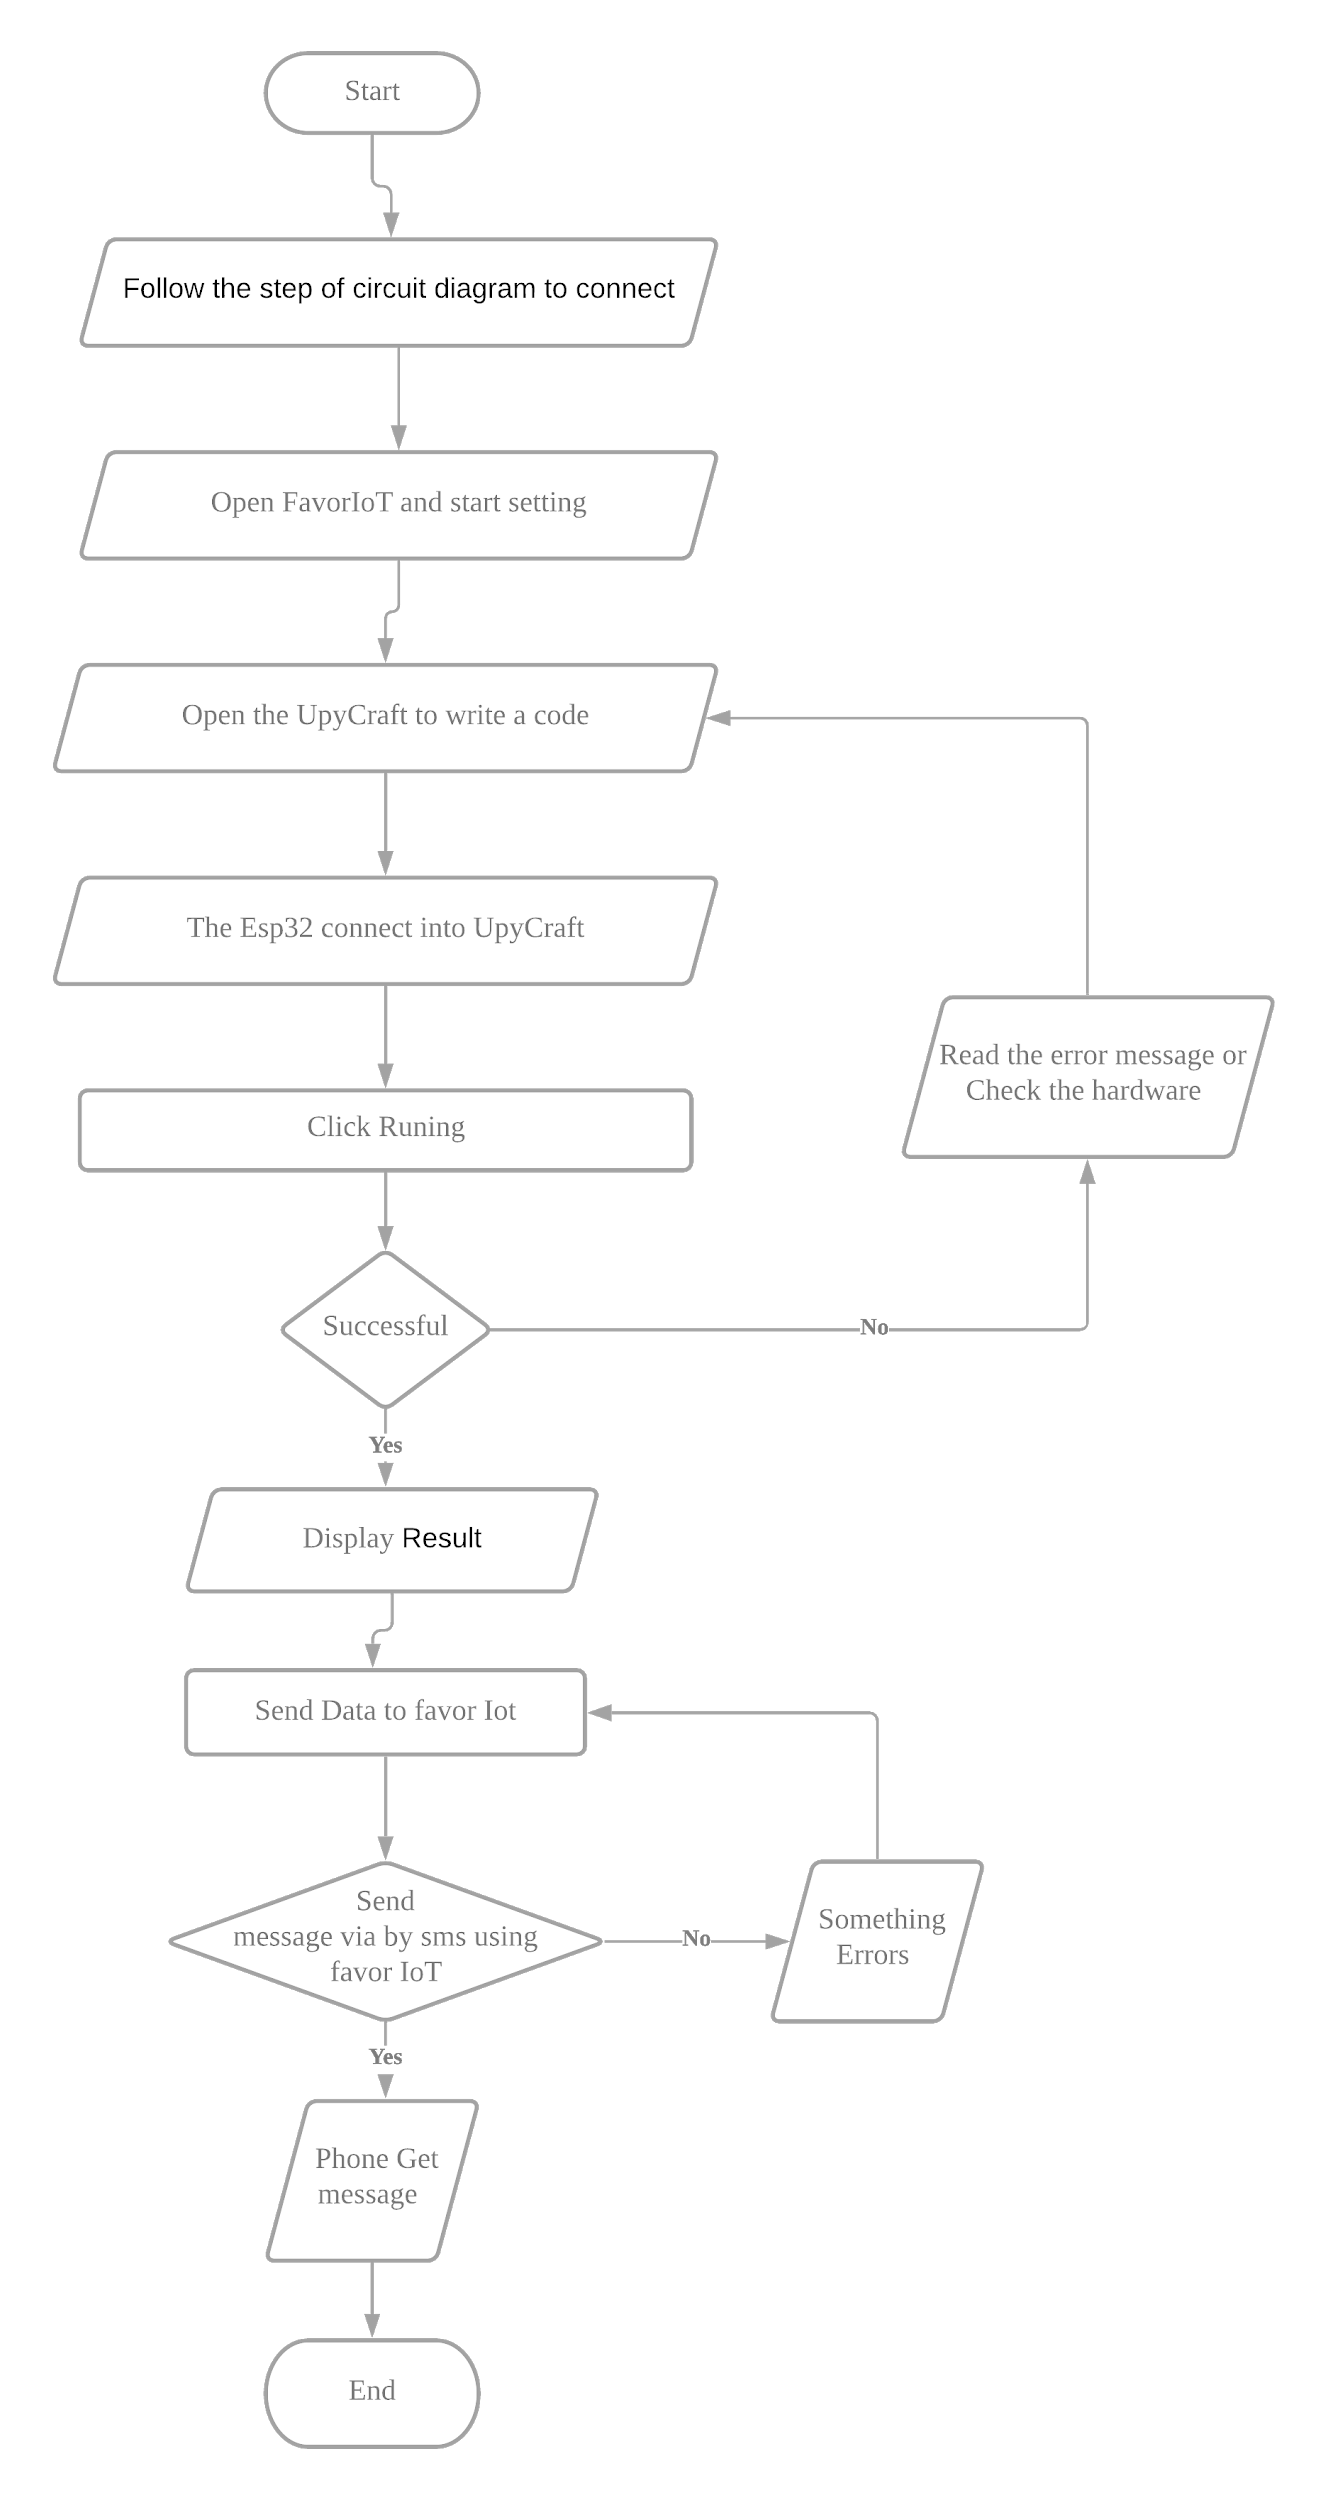 Start
Follow the step of circuit diagram to connect
Open FavorIoT and start setting
Open the UpyCraft to write a code
The Esp32 connect into UpyCraft
Read the error message or
Check the hardware
Click Runing
Successful
No
Yes
Display Result
Send Data to favor Iot
Send
message via by sms using
favor IoT
No
Something
Errors
Yes
Phone Get
message
End